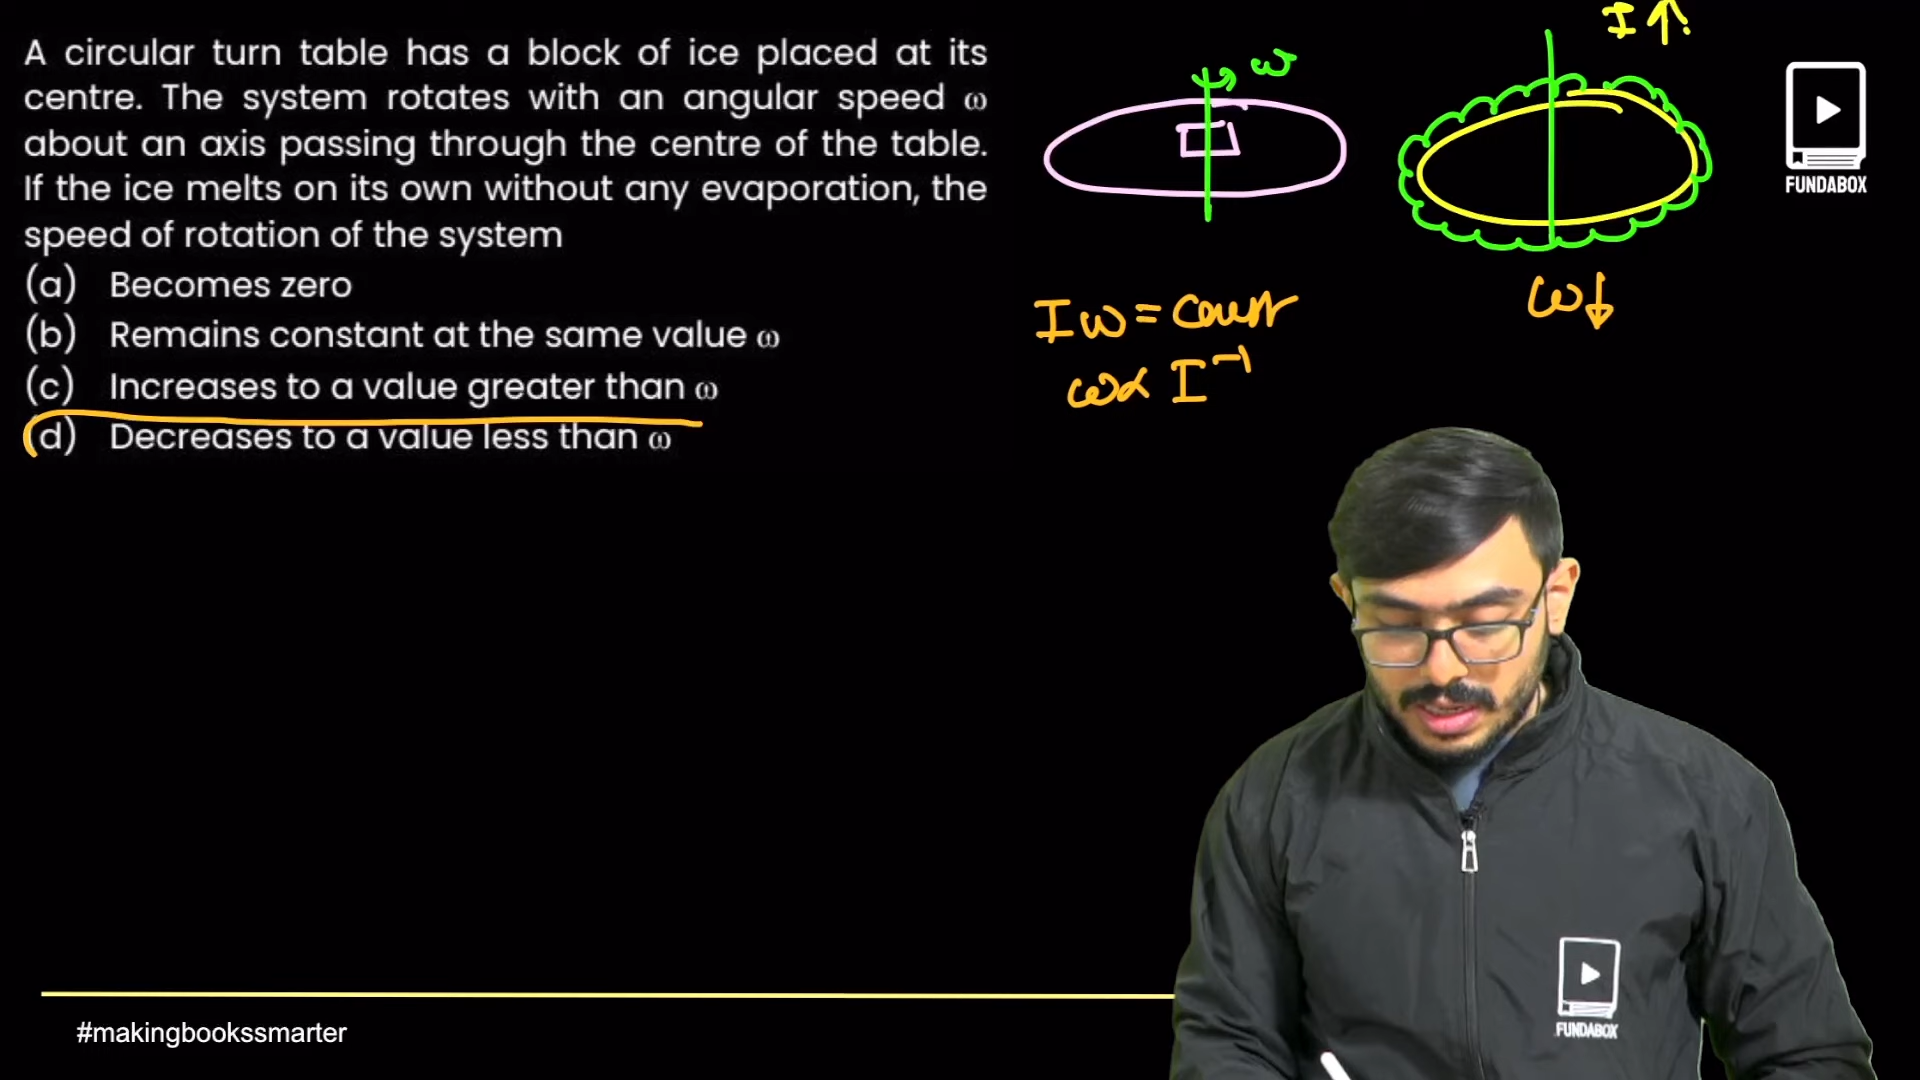 A circular turn table has a block of ice placed at its
centre. The system rotates with an angular speed ω
about an axis passing through the centre of the table.
If the ice melts on its own without any evaporation, the
speed of rotation of the system
(a) Becomes zero
(b) Remains constant at the same value ω
(c) Increases to a value greater than ω
(d) Decreases to a value less than ω
ω
I↑
Iω = const
ω ∝ I⁻¹
ω↓
FUNDABOX
FUNDABOX
#makingbookssmarter